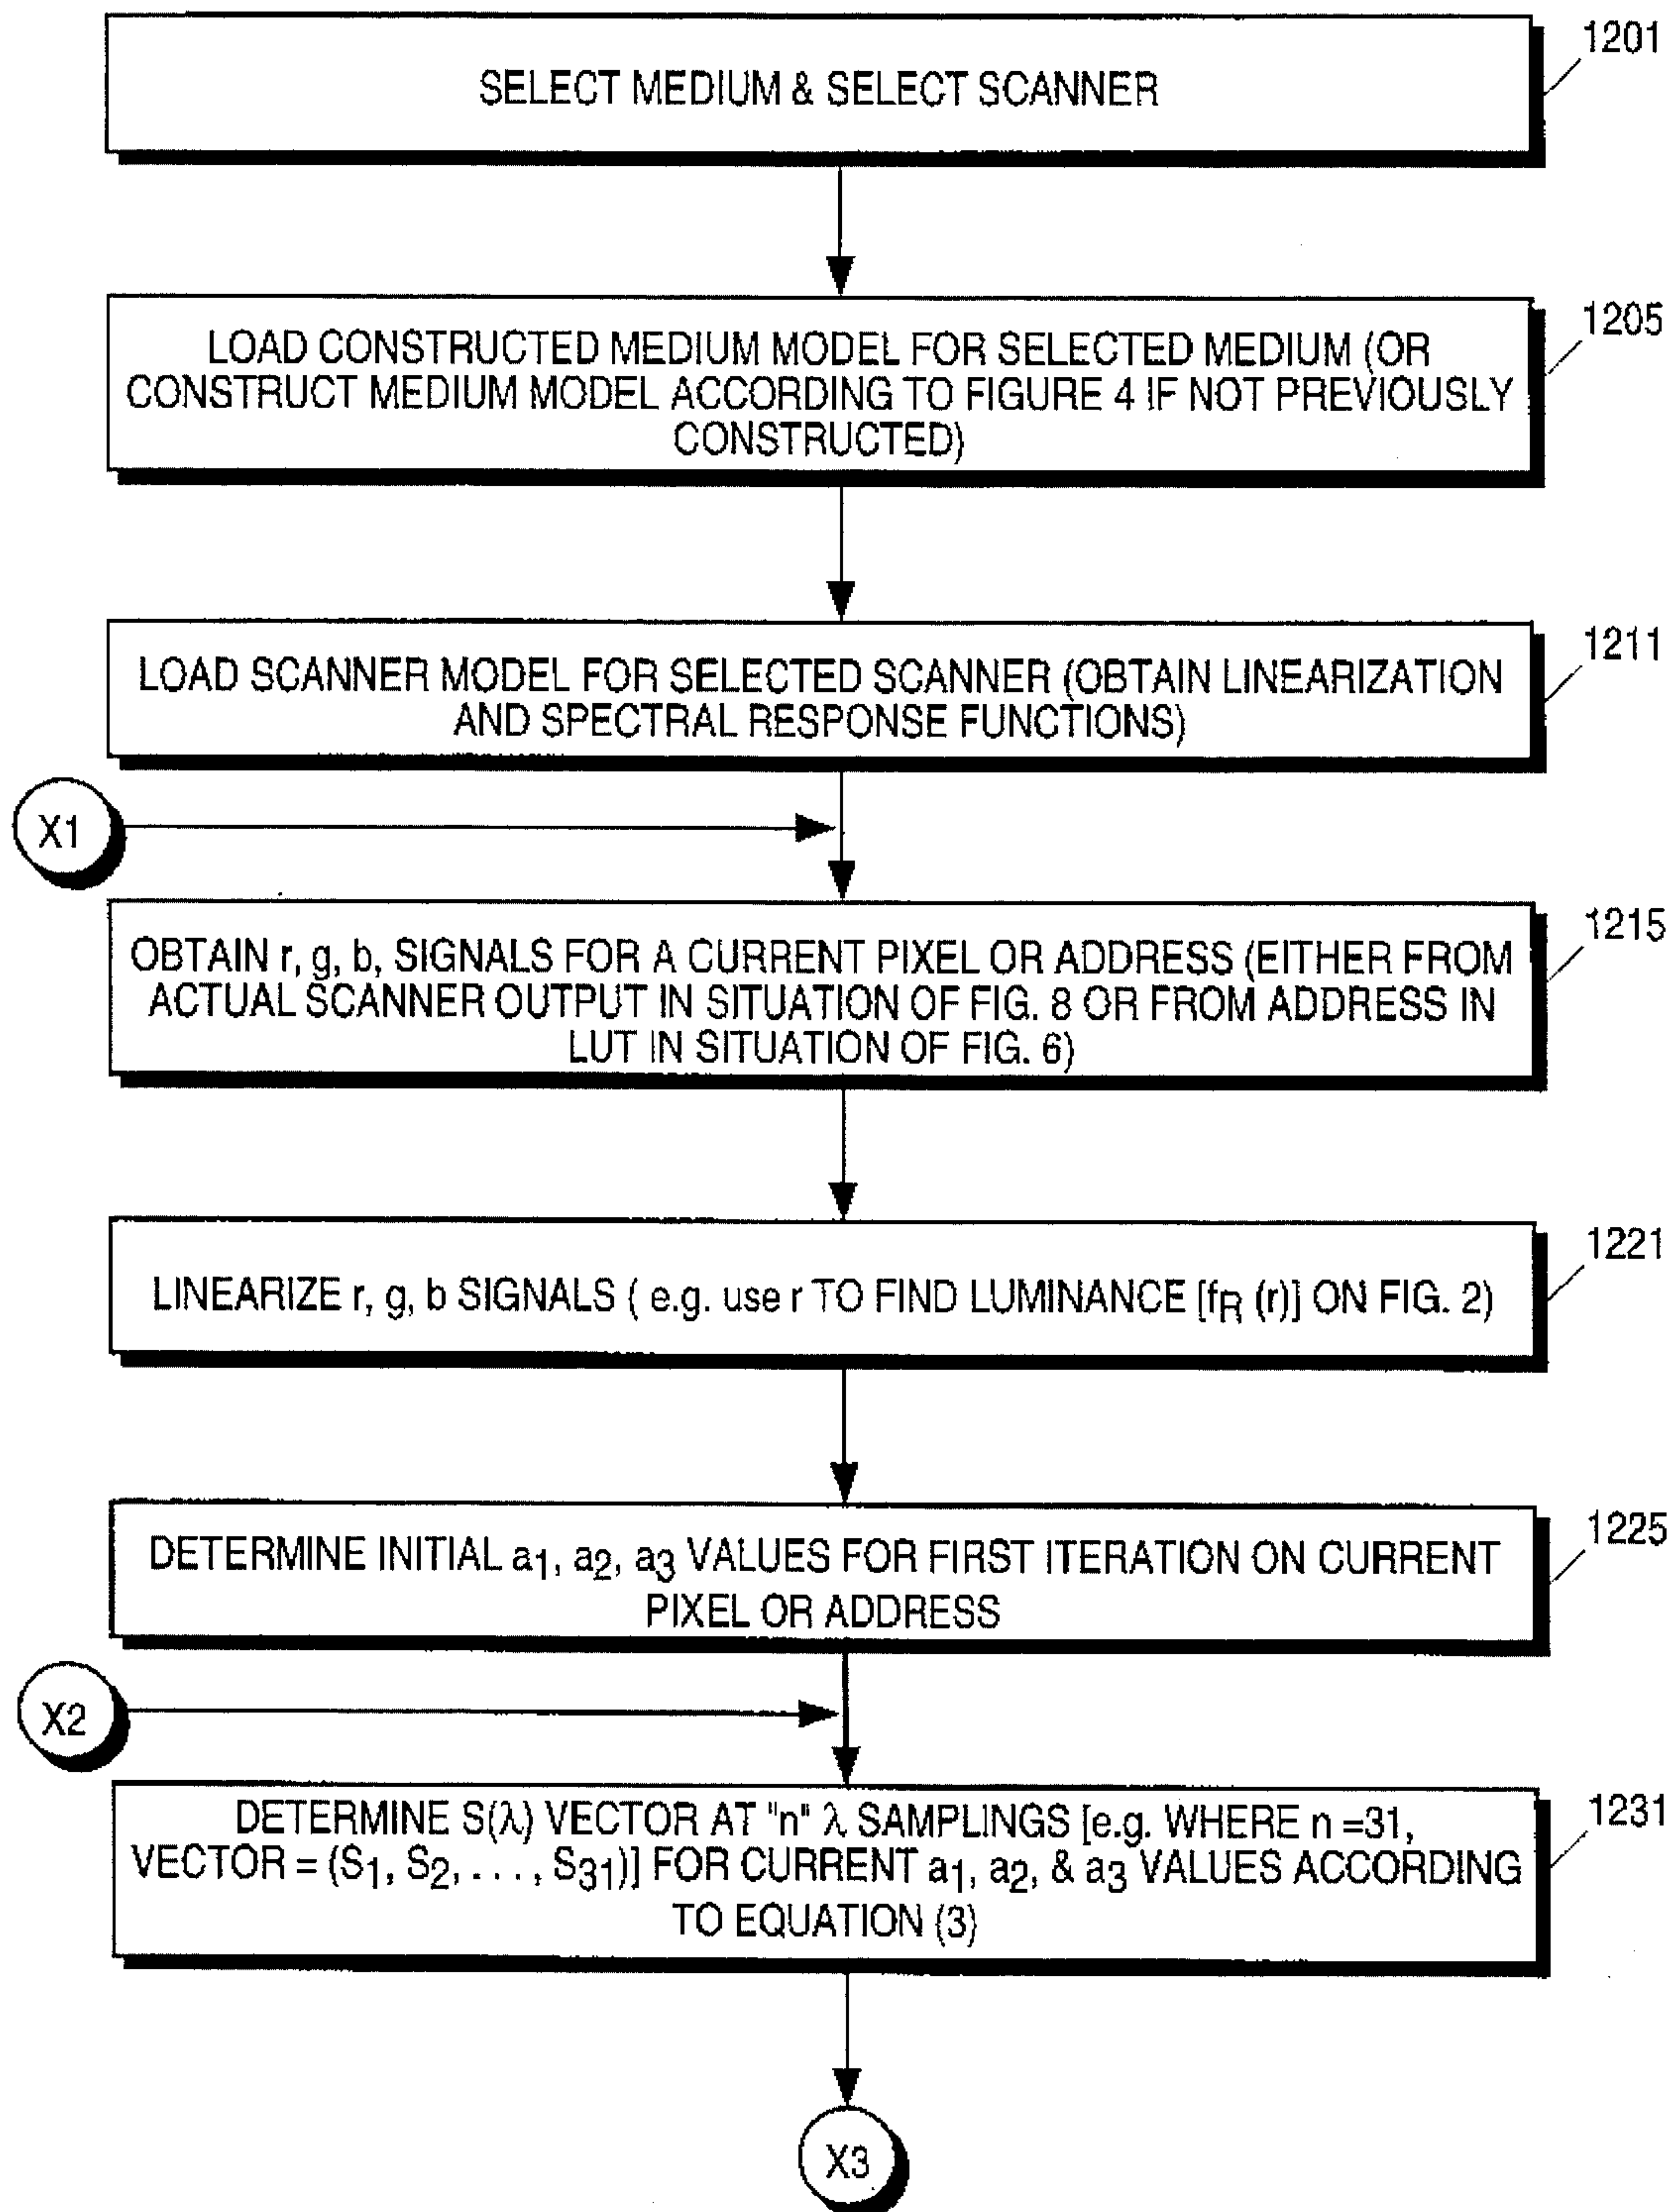 1201
SELECT MEDIUM & SELECT SCANNER
1205
LOAD CONSTRUCTED MEDIUM MODEL FOR SELECTED MEDIUM (OR
CONSTRUCT MEDIUM MODEL ACCORDING TO FIGURE 4 IF NOT PREVIOUSLY
CONSTRUCTED)
1211
LOAD SCANNER MODEL FOR SELECTED SCANNER (OBTAIN LINEARIZATION
AND SPECTRAL RESPONSE FUNCTIONS)
X1
1215
OBTAIN r, g, b, SIGNALS FOR A CURRENT PIXEL OR ADDRESS (EITHER FROM
ACTUAL SCANNER OUTPUT IN SITUATION OF FIG. 8 OR FROM ADDRESS IN
LUT IN SITUATION OF FIG. 6)
1221
LINEARIZE r, g, b SIGNALS ( e.g. use r TO FIND LUMINANCE [fR (r)] ON FIG. 2)
1225
DETERMINE INITIAL a1, a2, a3 VALUES FOR FIRST ITERATION ON CURRENT
PIXEL OR ADDRESS
X2
1231
DETERMINE S(λ) VECTOR AT "n" λ SAMPLINGS [e.g. WHERE n =31,
VECTOR = (S1, S2, . . . , S31)] FOR CURRENT a1, a2, & a3 VALUES ACCORDING
TO EQUATION (3)
X3